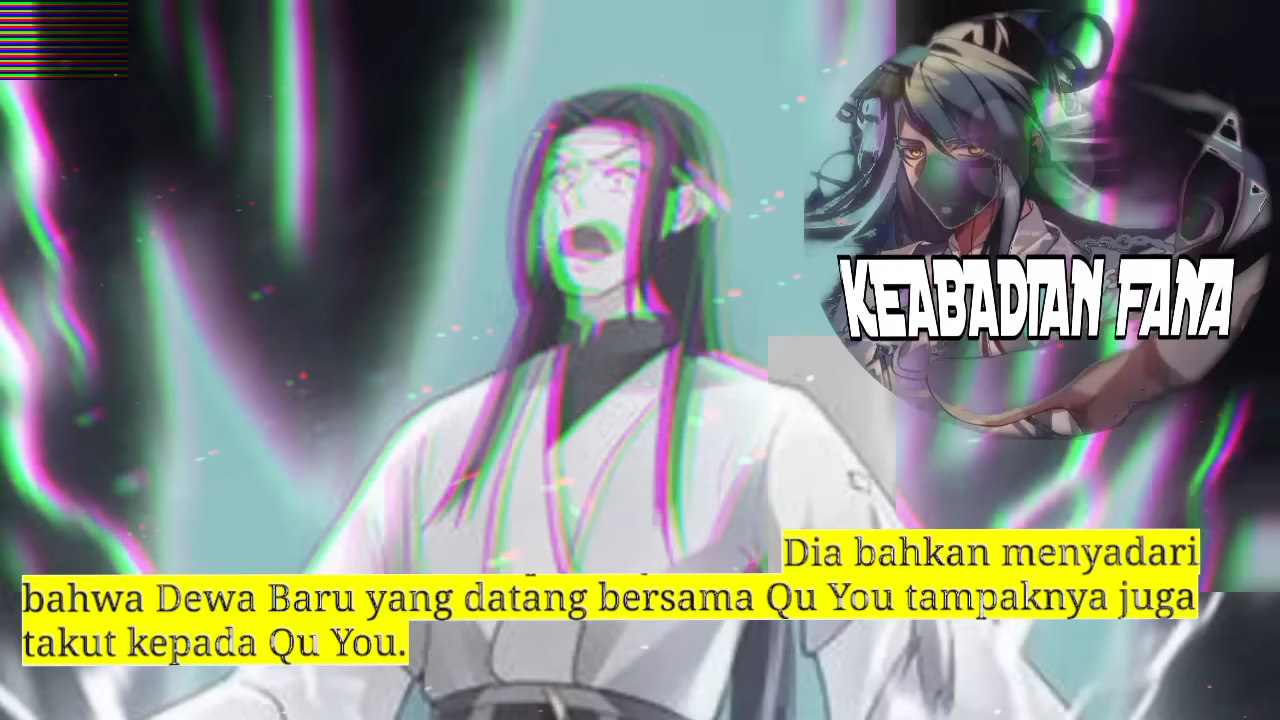 KEABADIAN FANA
Dia bahkan menyadari
bahwa Dewa Baru yang datang bersama Qu You tampaknya juga
takut kepada Qu You.